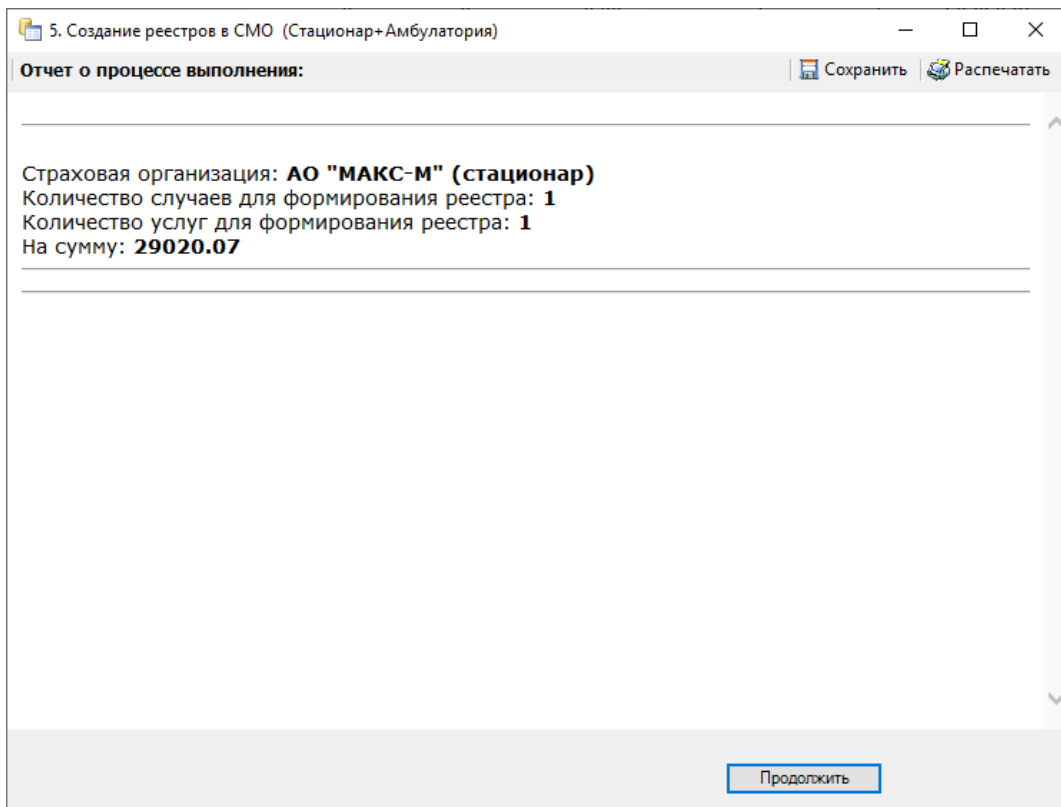 5. Создание реестров в СМО (Стационар+Амбулатория)
Отчет о процессе выполнения: Сохранить Распечатать
Страховая организация: АО "МАКС-М" (стационар)
Количество случаев для формирования реестра: 1
Количество услуг для формирования реестра: 1
На сумму: 29020.07
Продолжить